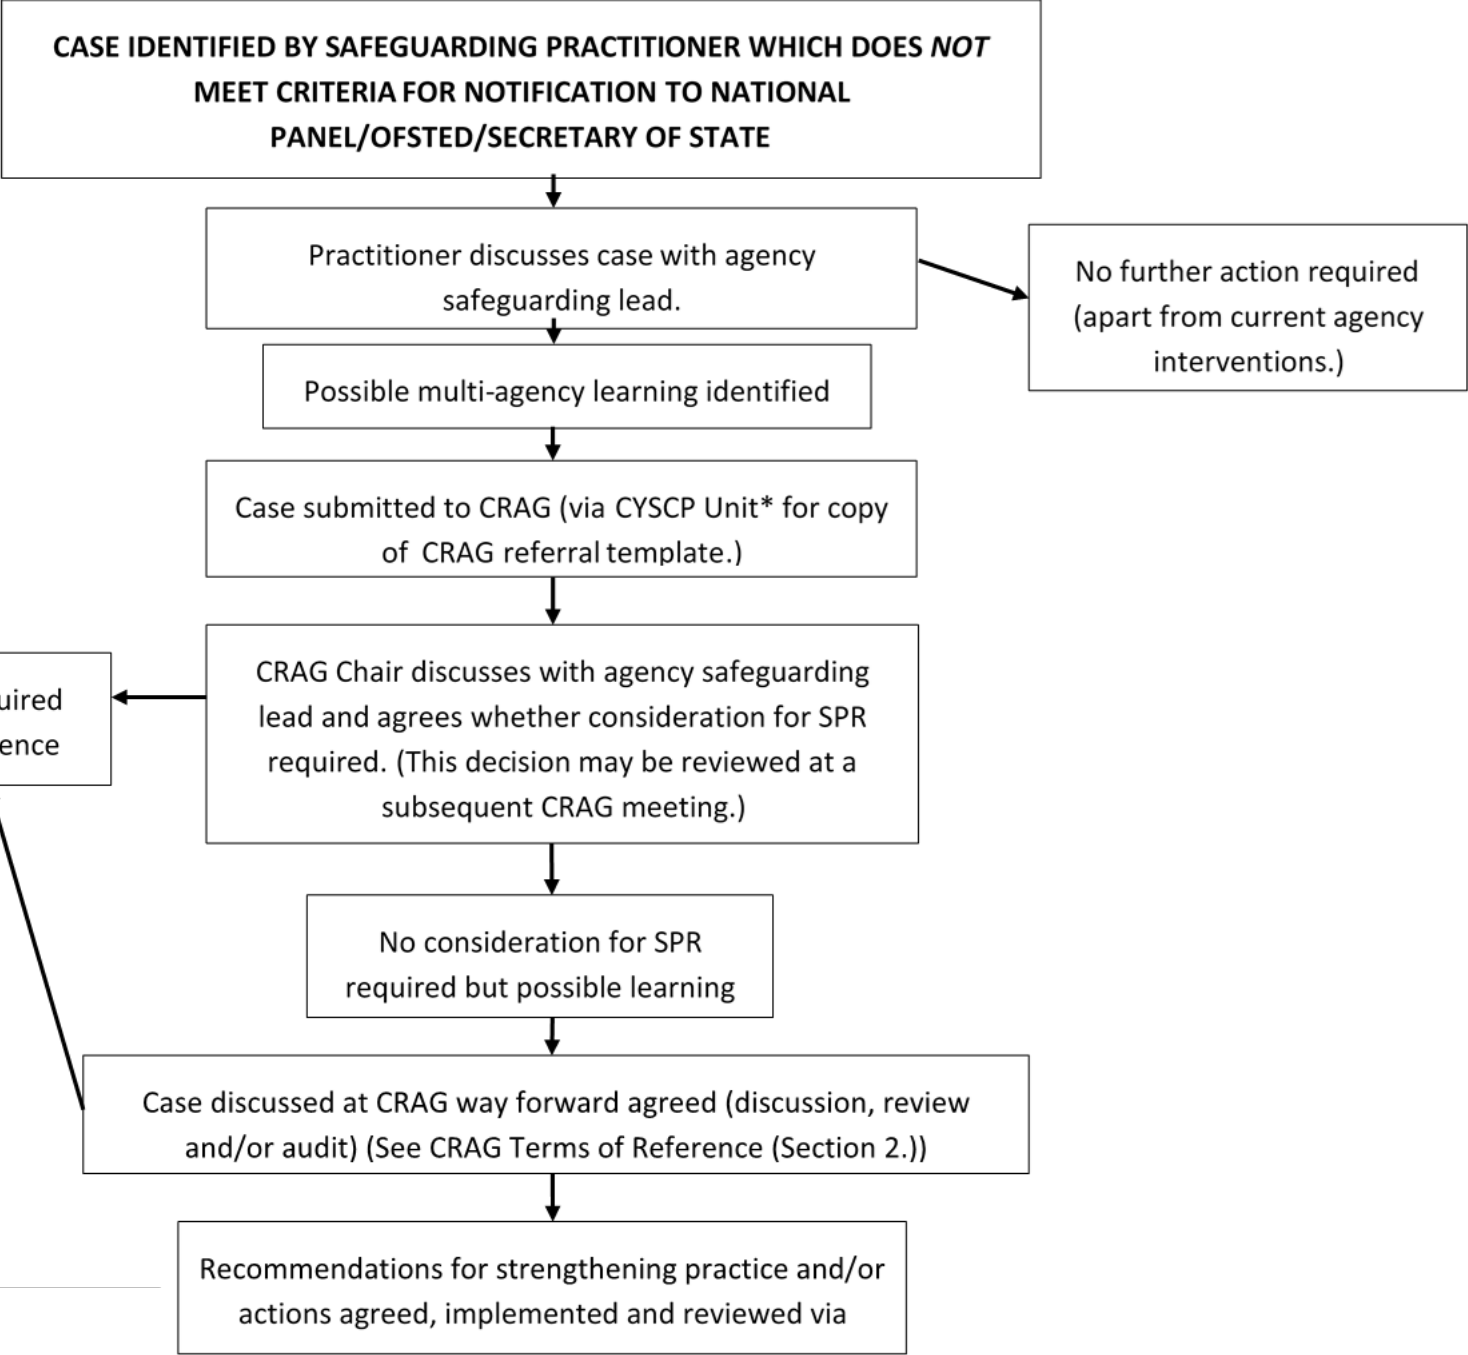 CASE IDENTIFIED BY SAFEGUARDING PRACTITIONER WHICH DOES NOT
MEET CRITERIA FOR NOTIFICATION TO NATIONAL
PANEL/OFSTED/SECRETARY OF STATE
Practitioner discusses case with agency
safeguarding lead.
No further action required
(apart from current agency
interventions.)
Possible multi-agency learning identified
Case submitted to CRAG (via CYSCP Unit* for copy
of CRAG referral template.)
CRAG Chair discusses with agency safeguarding
lead and agrees whether consideration for SPR
required. (This decision may be reviewed at a
subsequent CRAG meeting.)
uired
ence
No consideration for SPR
required but possible learning
Case discussed at CRAG way forward agreed (discussion, review
and/or audit) (See CRAG Terms of Reference (Section 2.))
Recommendations for strengthening practice and/or
actions agreed, implemented and reviewed via